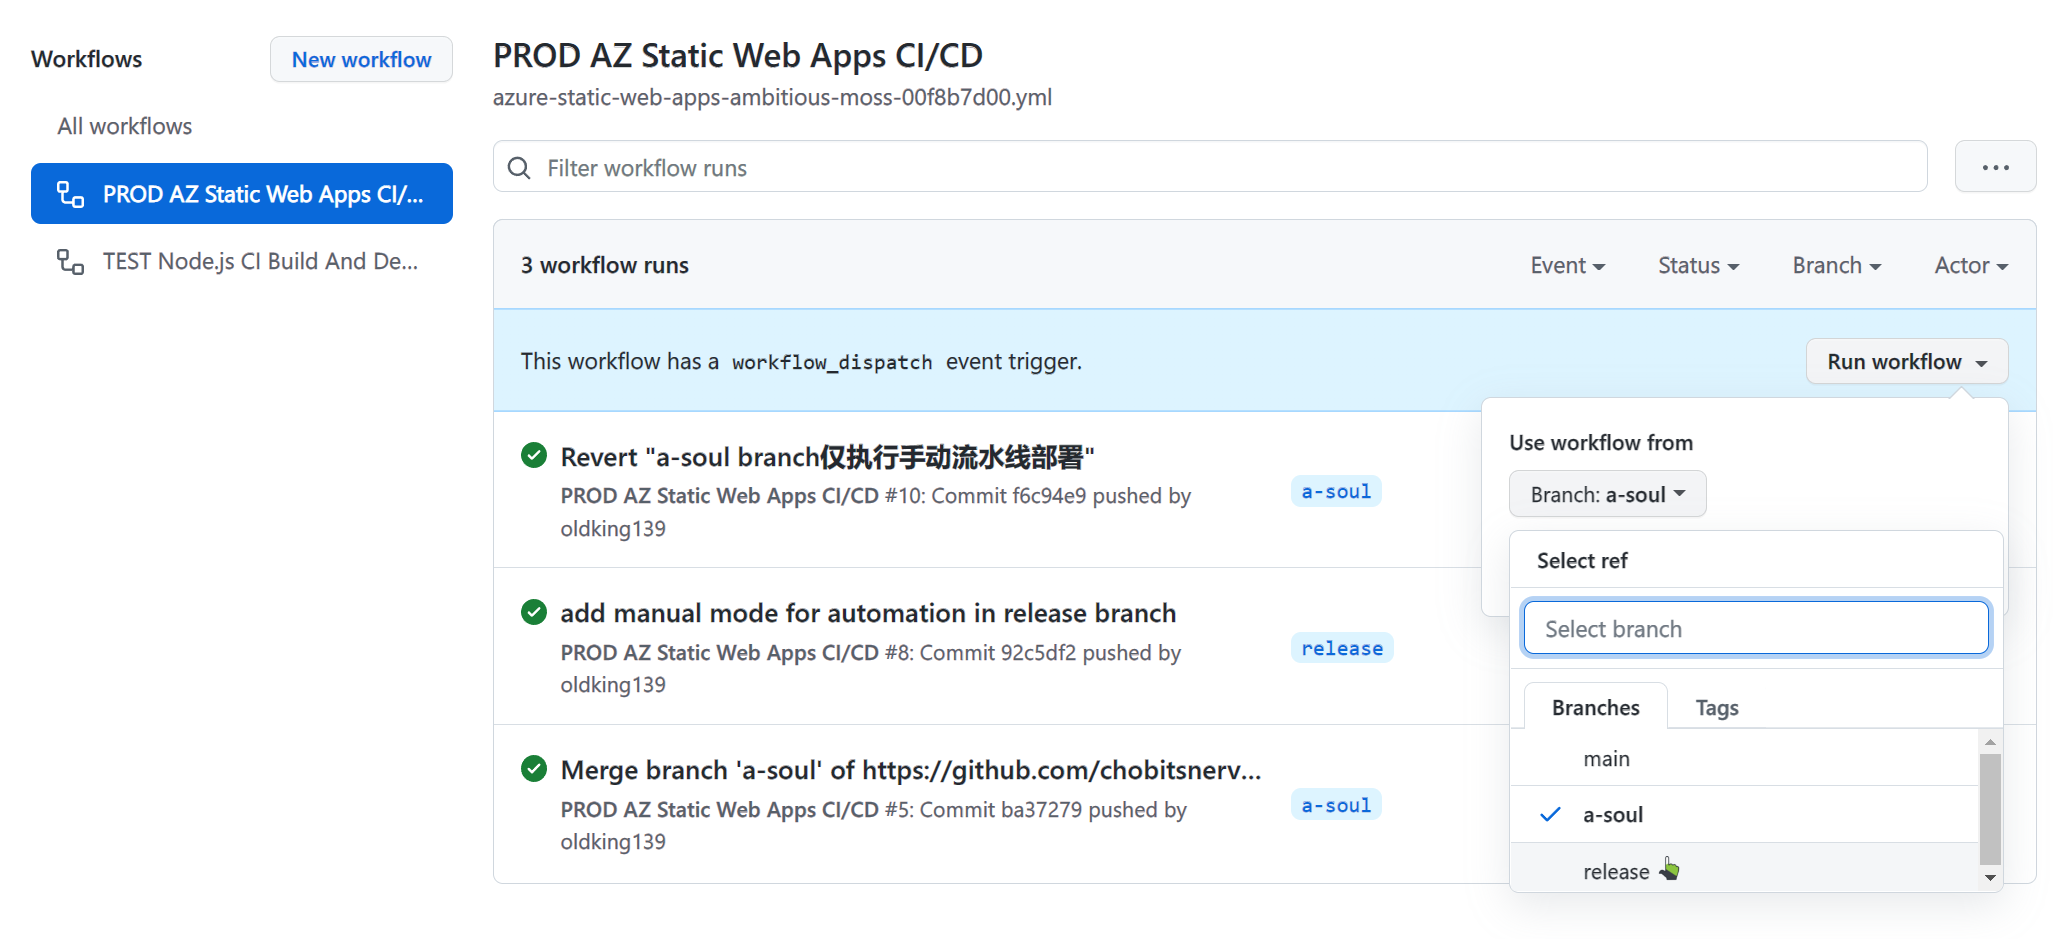 Workflows
New workflow
All workflows
PROD AZ Static Web Apps CI/...
TEST Node.js CI Build And De...
PROD AZ Static Web Apps CI/CD
azure-static-web-apps-ambitious-moss-00f8b7d00.yml
Filter workflow runs
...
3 workflow runs
Event
Status
Branch
Actor
This workflow has a workflow_dispatch event trigger.
Run workflow
Revert "a-soul branch仅执行手动流水线部署"
PROD AZ Static Web Apps CI/CD #10: Commit f6c94e9 pushed by
oldking139
a-soul
add manual mode for automation in release branch
PROD AZ Static Web Apps CI/CD #8: Commit 92c5df2 pushed by
oldking139
release
Merge branch 'a-soul' of https://github.com/chobitsnerv...
PROD AZ Static Web Apps CI/CD #5: Commit ba37279 pushed by
oldking139
a-soul
Use workflow from
Branch: a-soul
Select ref
Select branch
Branches
Tags
main
a-soul
release